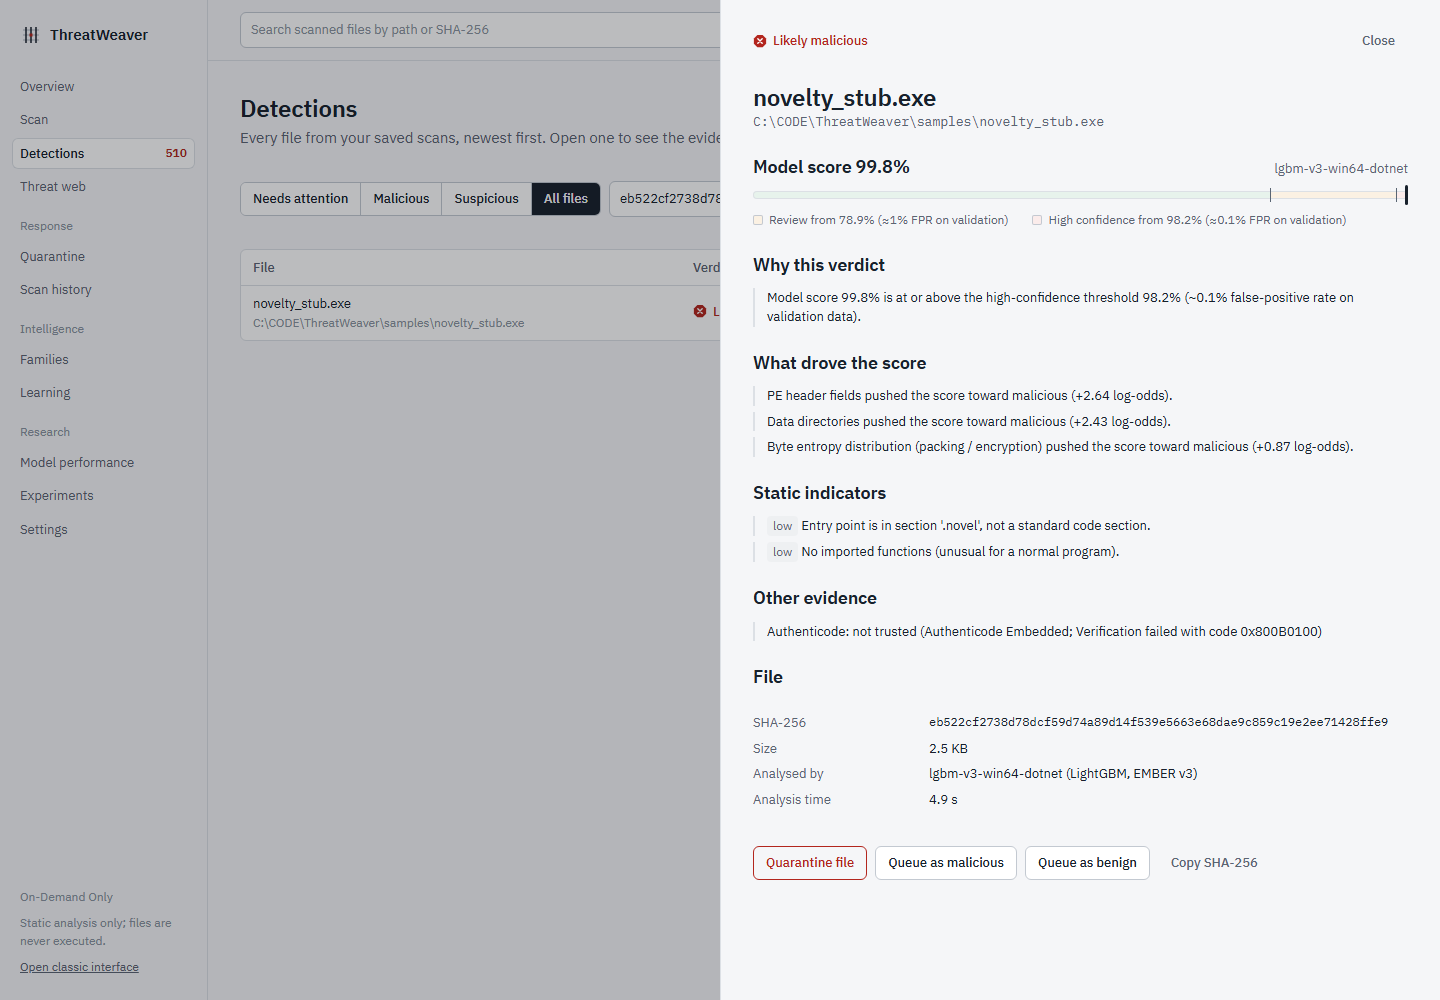 ThreatWeaver
Overview
Scan
Detections 510
Threat web
Response
Quarantine
Scan history
Intelligence
Families
Learning
Research
Model performance
Experiments
Settings
On-Demand Only
Static analysis only; files are
never executed.
Open classic interface
Search scanned files by path or SHA-256
Detections
Every file from your saved scans, newest first. Open one to see the evide
Needs attention Malicious Suspicious All files eb522cf2738d78
File Verd
novelty_stub.exe L
C:\CODE\ThreatWeaver\samples\novelty_stub.exe
Likely malicious Close
novelty_stub.exe
C:\CODE\ThreatWeaver\samples\novelty_stub.exe
Model score 99.8% lgbm-v3-win64-dotnet
Review from 78.9% (≈1% FPR on validation) High confidence from 98.2% (≈0.1% FPR on validation)
Why this verdict
Model score 99.8% is at or above the high-confidence threshold 98.2% (~0.1% false-positive rate on
validation data).
What drove the score
PE header fields pushed the score toward malicious (+2.64 log-odds).
Data directories pushed the score toward malicious (+2.43 log-odds).
Byte entropy distribution (packing / encryption) pushed the score toward malicious (+0.87 log-odds).
Static indicators
low Entry point is in section '.novel', not a standard code section.
low No imported functions (unusual for a normal program).
Other evidence
Authenticode: not trusted (Authenticode Embedded; Verification failed with code 0x800B0100)
File
SHA-256 eb522cf2738d78dcf59d74a89d14f539e5663e68dae9c859c19e2ee71428ffe9
Size 2.5 KB
Analysed by lgbm-v3-win64-dotnet (LightGBM, EMBER v3)
Analysis time 4.9 s
Quarantine file Queue as malicious Queue as benign Copy SHA-256